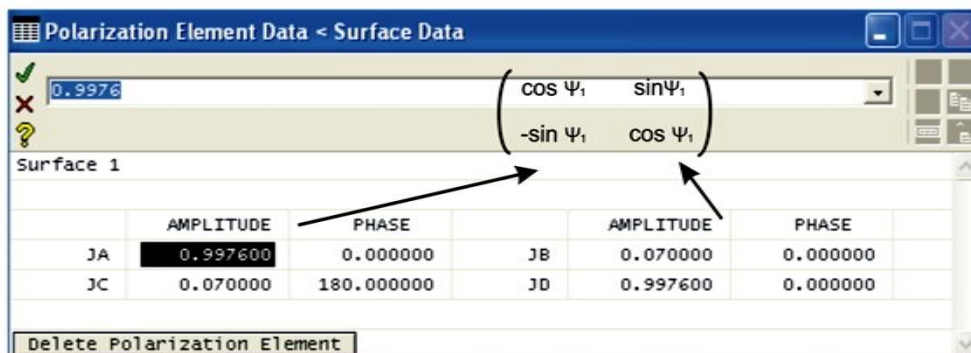 Polarization Element Data < Surface Data
0.9976
cos Ψ₁ sinΨ₁
-sin Ψ₁ cos Ψ₁
Surface 1
AMPLITUDE PHASE AMPLITUDE PHASE
JA 0.997600 0.000000 JB 0.070000 0.000000
JC 0.070000 180.000000 JD 0.997600 0.000000
Delete Polarization Element